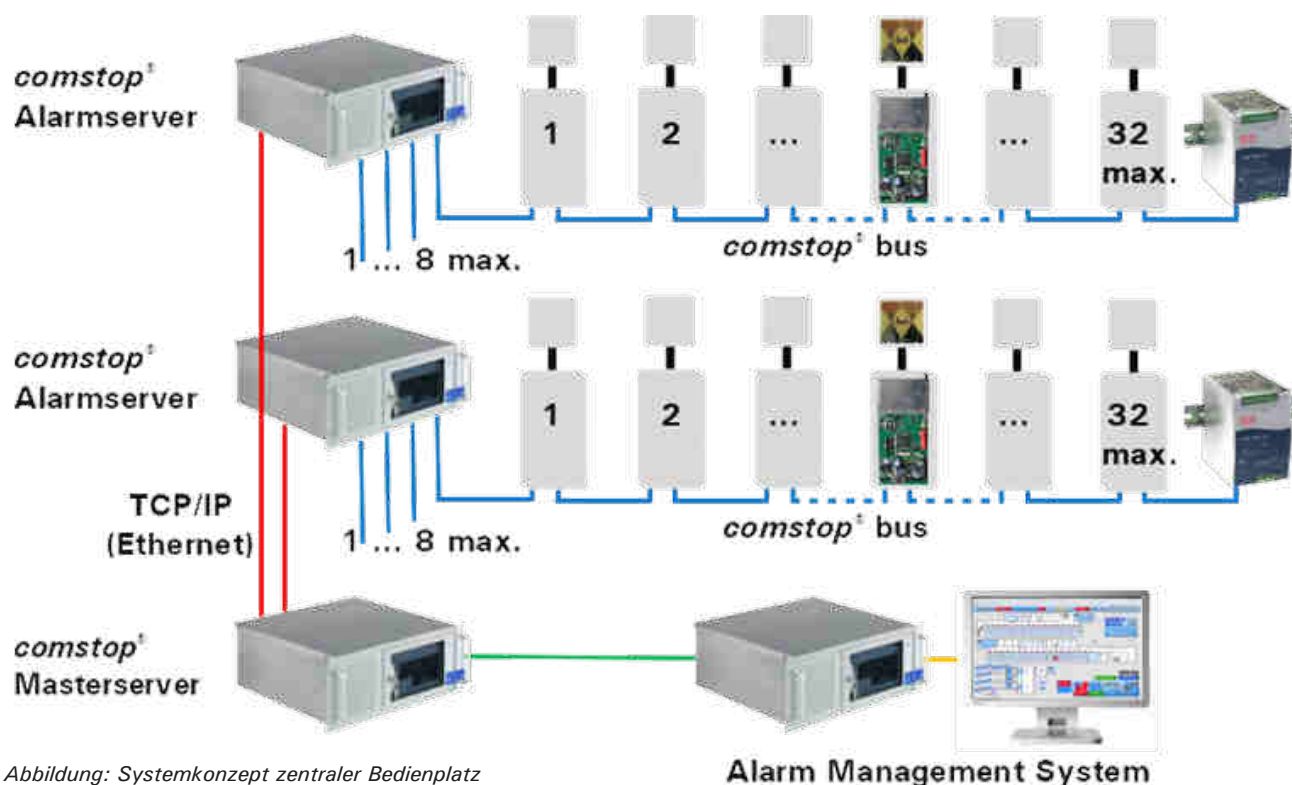 comstop®
Alarmserver
1
2
...
...
32
max.
1 ... 8 max.
comstop® bus
comstop®
Alarmserver
1
2
...
...
32
max.
TCP/IP
(Ethernet)
1 ... 8 max.
comstop® bus
comstop®
Masterserver
Abbildung: Systemkonzept zentraler Bedienplatz
Alarm Management System